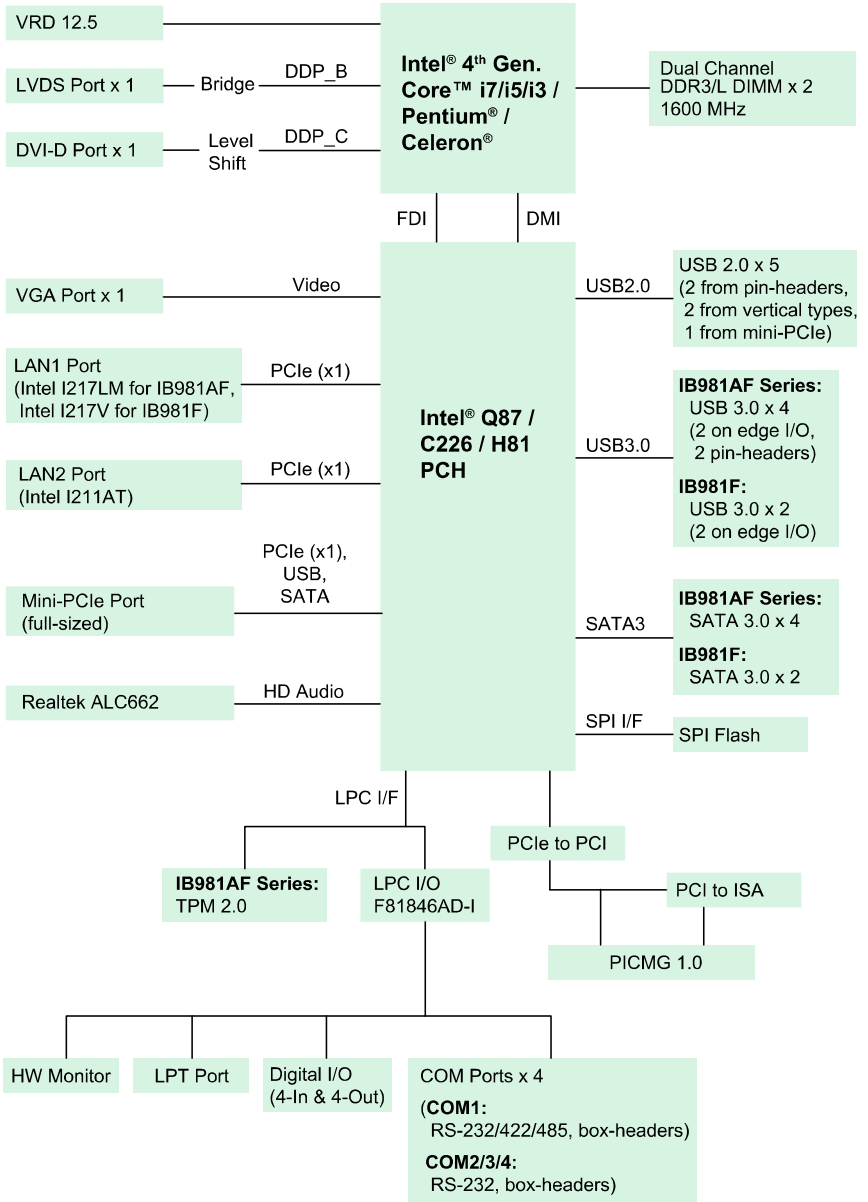 VRD 12.5
LVDS Port x 1
Bridge
DDP_B
DVI-D Port x 1
Level
Shift
DDP_C
Intel® 4th Gen.
Core™ i7/i5/i3 /
Pentium® /
Celeron®
Dual Channel
DDR3/L DIMM x 2
1600 MHz
FDI
DMI
VGA Port x 1
Video
LAN1 Port
(Intel I217LM for IB981AF,
Intel I217V for IB981F)
PCIe (x1)
LAN2 Port
(Intel I211AT)
PCIe (x1)
Mini-PCIe Port
(full-sized)
PCIe (x1),
USB,
SATA
Realtek ALC662
HD Audio
Intel® Q87 /
C226 / H81
PCH
USB2.0
USB 2.0 x 5
(2 from pin-headers,
2 from vertical types,
1 from mini-PCIe)
USB3.0
IB981AF Series:
USB 3.0 x 4
(2 on edge I/O,
2 pin-headers)
IB981F:
USB 3.0 x 2
(2 on edge I/O)
SATA3
IB981AF Series:
SATA 3.0 x 4
IB981F:
SATA 3.0 x 2
SPI I/F
SPI Flash
LPC I/F
IB981AF Series:
TPM 2.0
LPC I/O
F81846AD-I
PCIe to PCI
PCI to ISA
PICMG 1.0
HW Monitor
LPT Port
Digital I/O
(4-In & 4-Out)
COM Ports x 4
(COM1:
RS-232/422/485, box-headers)
COM2/3/4:
RS-232, box-headers)